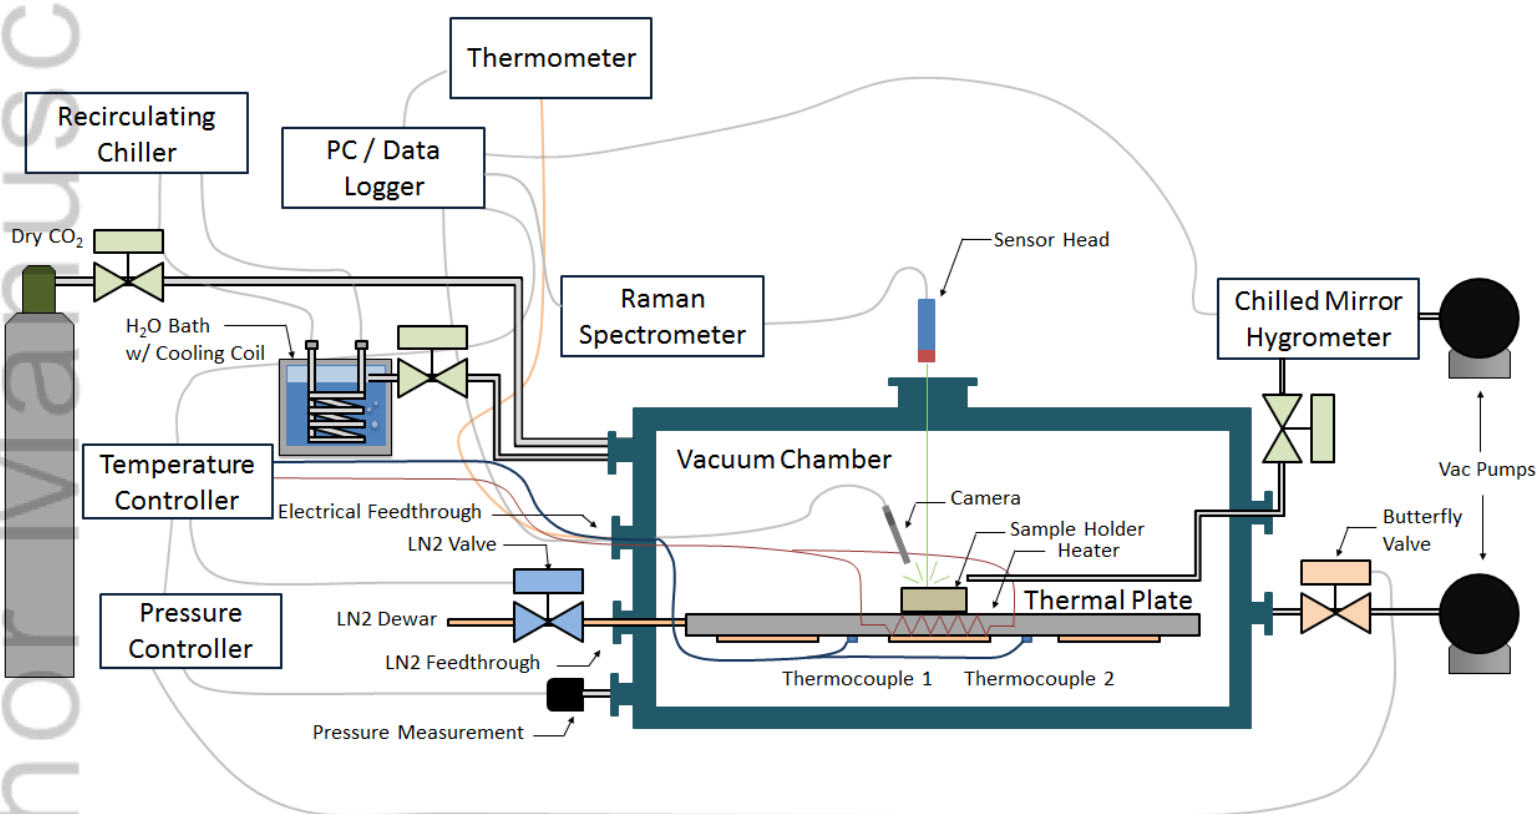 Thermometer
Recirculating
Chiller
PC / Data
Logger
Dry CO₂
Sensor Head
H₂O Bath
w/ Cooling Coil
Raman
Spectrometer
Chilled Mirror
Hygrometer
Temperature
Controller
Vacuum Chamber
Vac Pumps
Electrical Feedthrough
Camera
Sample Holder
Heater
Butterfly
Valve
LN2 Valve
Thermal Plate
Pressure
Controller
LN2 Dewar
LN2 Feedthrough
Thermocouple 1
Thermocouple 2
Pressure Measurement
hor Manusc